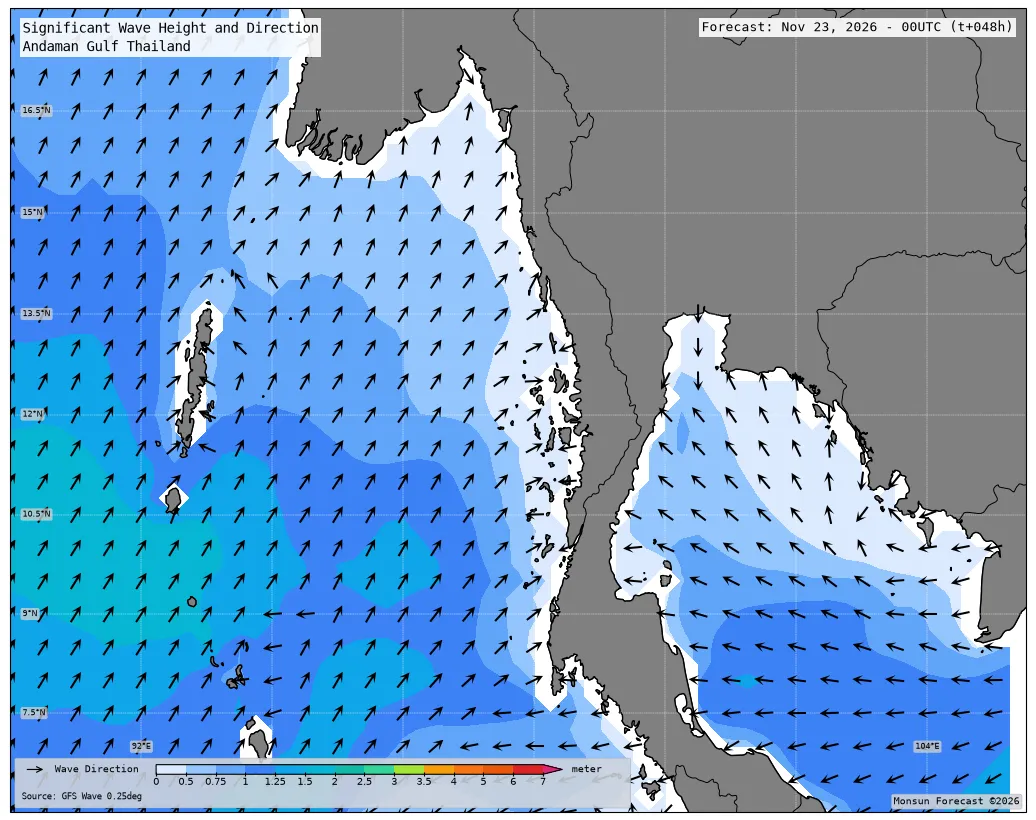 Significant Wave Height and Direction
Andaman Gulf Thailand
Forecast: Nov 23, 2026 - 00UTC (t+048h)
16.5°N
15°N
13.5°N
12°N
10.5°N
9°N
7.5°N
92°E
104°E
Wave Direction
meter
0 0.5 0.75 1 1.25 1.5 2 2.5 3 3.5 4 5 6 7
Source: GFS Wave 0.25deg
Monsun Forecast ©2026